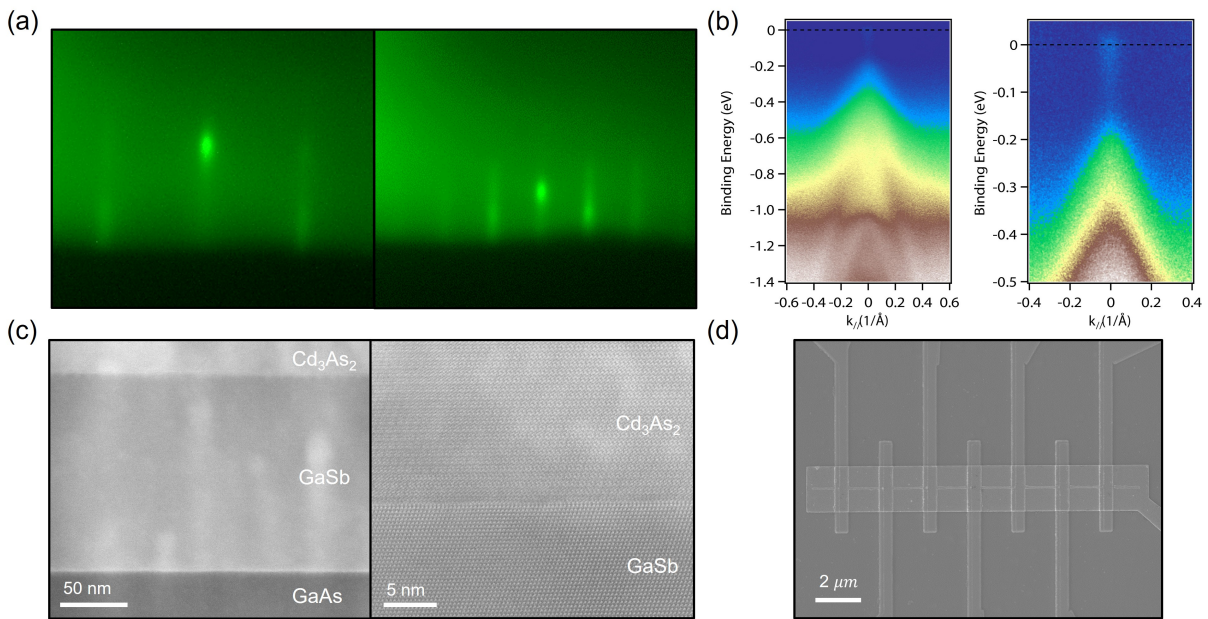 (a)
(b)
0
-0.2
-0.4
-0.6
-0.8
-1.0
-1.2
-1.4
Binding Energy (eV)
-0.6 -0.4 -0.2 0 0.2 0.4 0.6
k//(1/Å)
0
-0.1
-0.2
-0.3
-0.4
-0.5
Binding Energy (eV)
-0.4 -0.2 0 0.2 0.4
k//(1/Å)
(c)
Cd₃As₂
GaSb
50 nm
GaAs
Cd₃As₂
GaSb
5 nm
(d)
2 μm